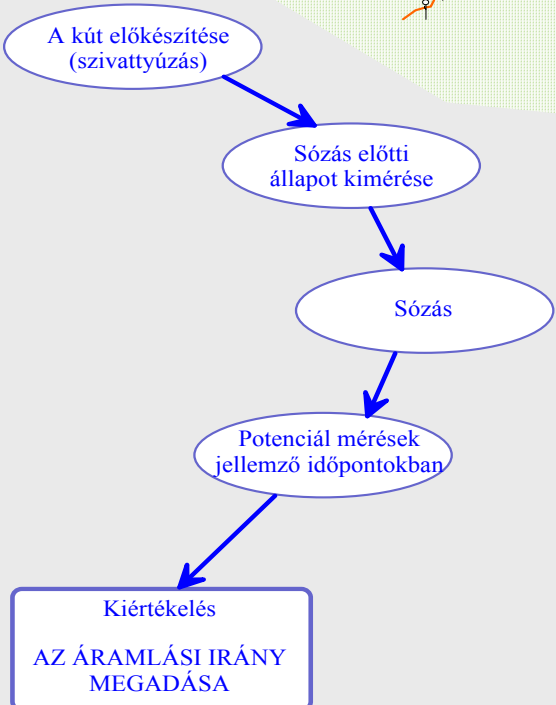 A kút előkészítése
(szivattyúzás)
Sózás előtti
állapot kimérése
Sózás
Potenciál mérések
jellemző időpontokban
Kiértékelés
AZ ÁRAMLÁSI IRÁNY
MEGADÁSA